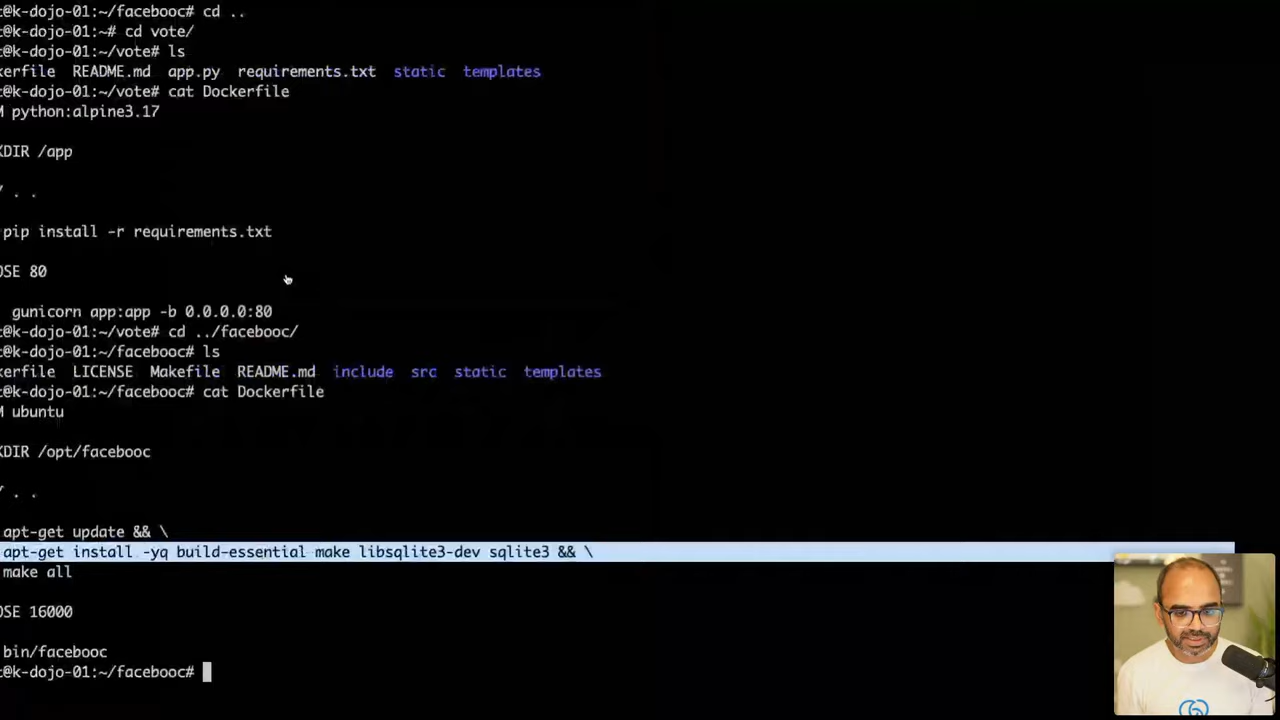 t@k-dojo-01:~/facebooc# cd ..
t@k-dojo-01:~# cd vote/
t@k-dojo-01:~/vote# ls
kerfile README.md app.py requirements.txt static templates
t@k-dojo-01:~/vote# cat Dockerfile
M python:alpine3.17
KDIR /app
Y . .
pip install -r requirements.txt
OSE 80
gunicorn app:app -b 0.0.0.0:80
t@k-dojo-01:~/vote# cd ../facebooc/
t@k-dojo-01:~/facebooc# ls
kerfile LICENSE Makefile README.md include src static templates
t@k-dojo-01:~/facebooc# cat Dockerfile
M ubuntu
KDIR /opt/facebooc
Y . .
apt-get update && \
apt-get install -yq build-essential make libsqlite3-dev sqlite3 && \
make all
OSE 16000
bin/facebooc
t@k-dojo-01:~/facebooc#